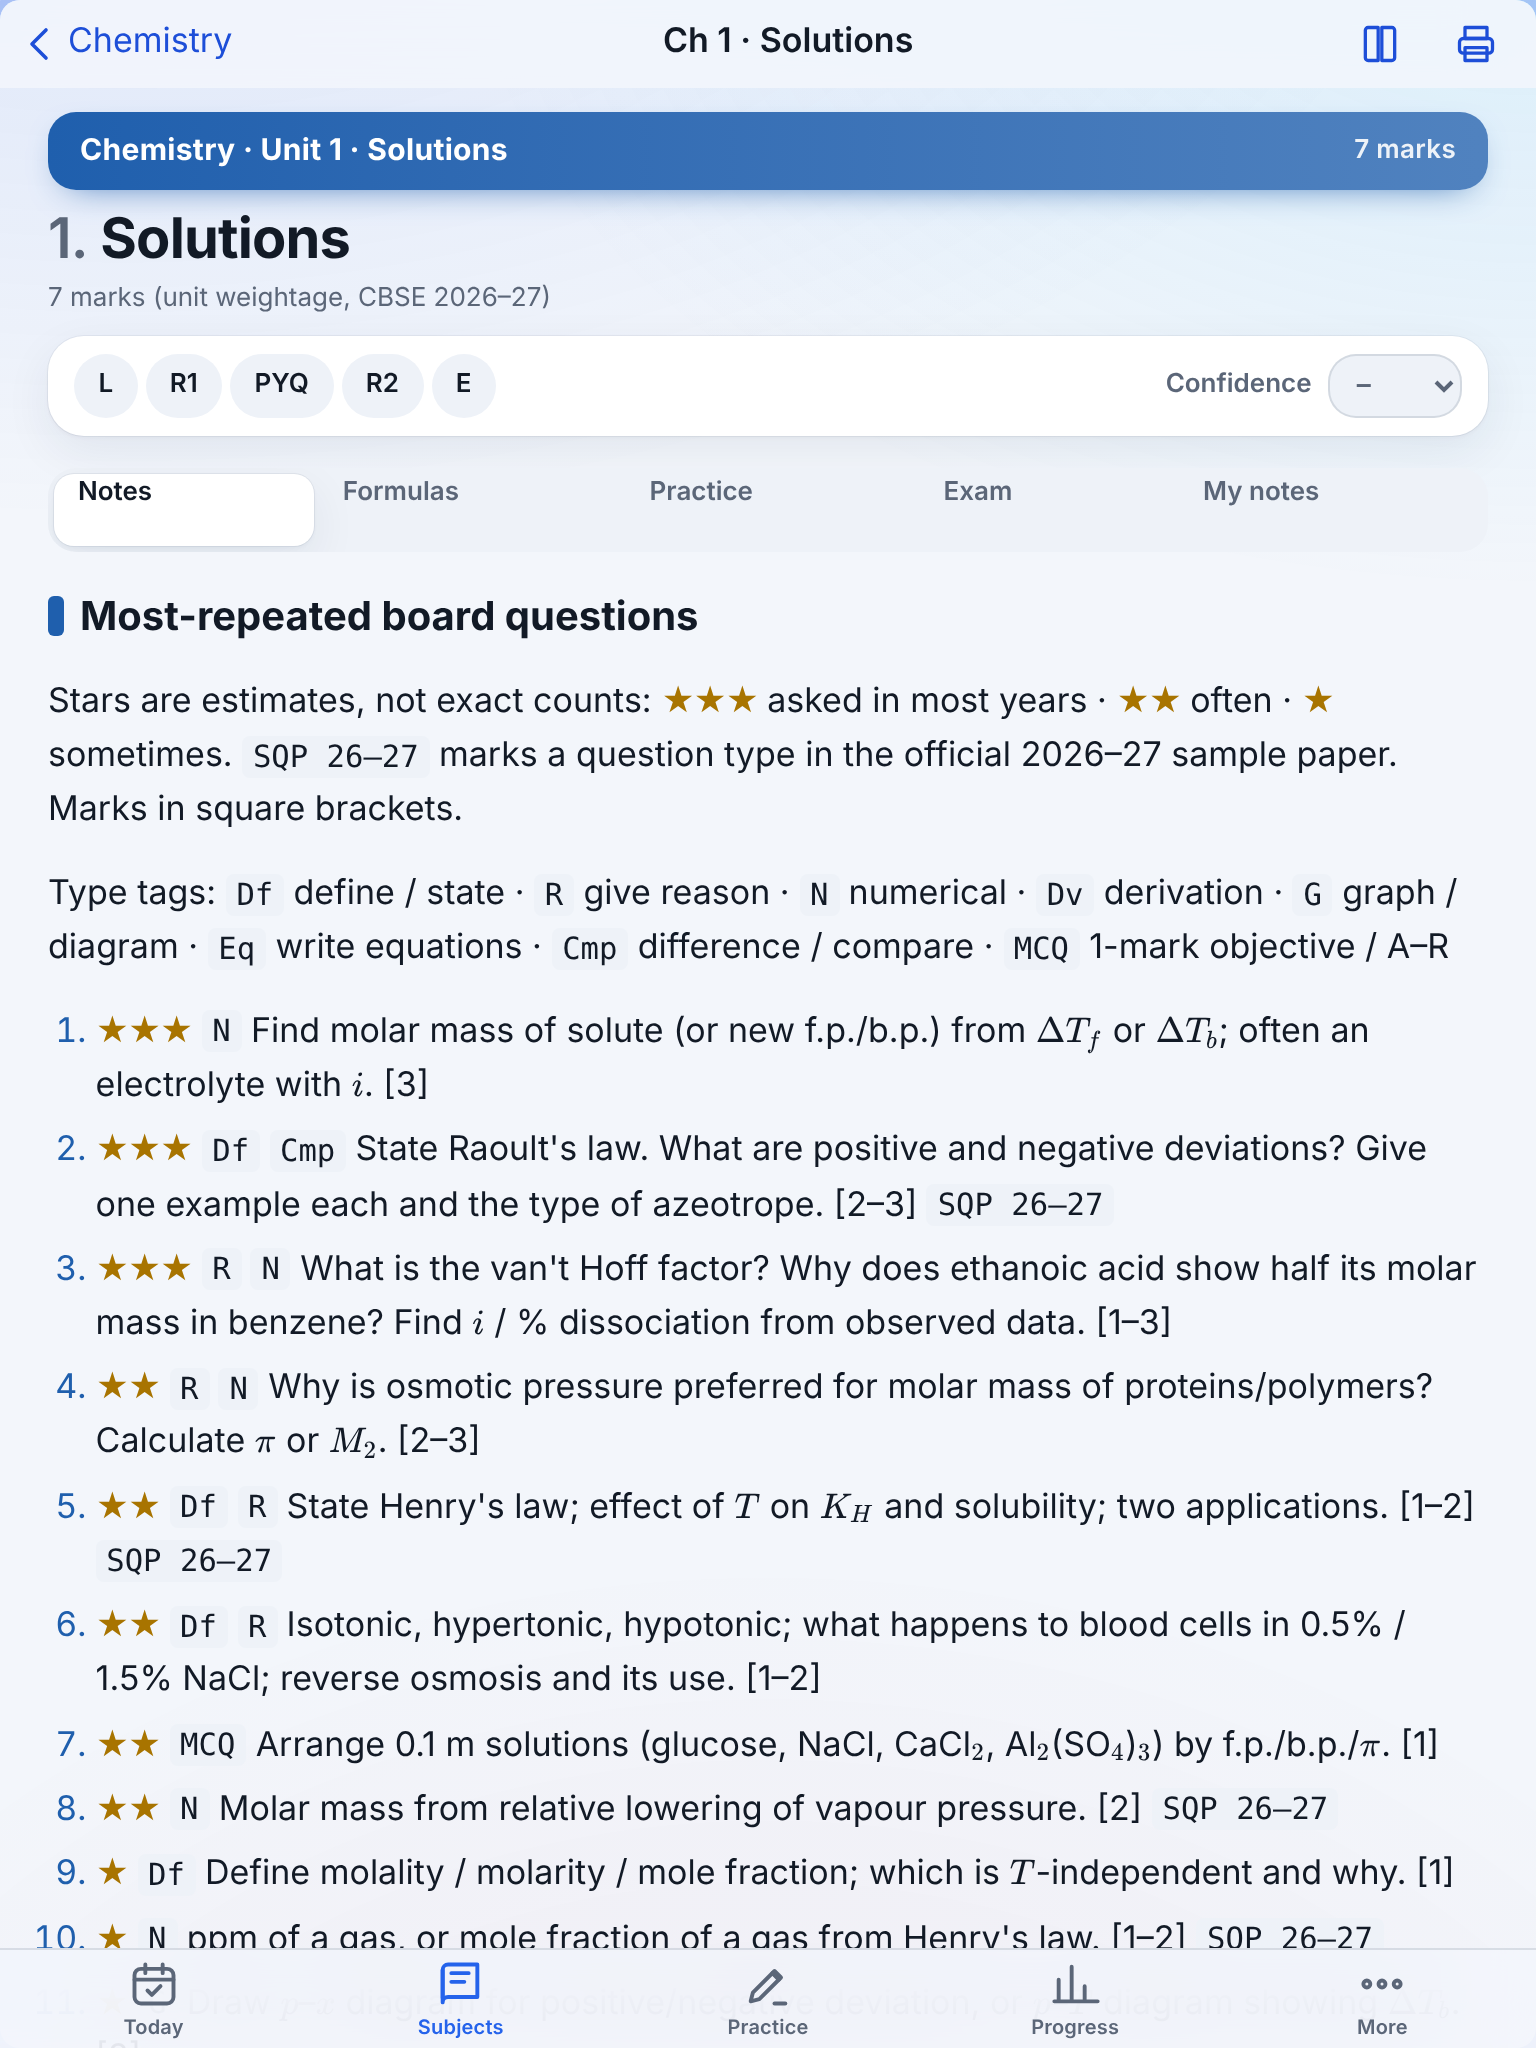 Chemistry
Ch 1 · Solutions
Chemistry · Unit 1 · Solutions
7 marks
1. Solutions
7 marks (unit weightage, CBSE 2026–27)
L R1 PYQ R2 E
Confidence –
Notes Formulas Practice Exam My notes
Most-repeated board questions
Stars are estimates, not exact counts: ★★★ asked in most years · ★★ often · ★
sometimes. SQP 26–27 marks a question type in the official 2026–27 sample paper.
Marks in square brackets.
Type tags: Df define / state · R give reason · N numerical · Dv derivation · G graph /
diagram · Eq write equations · Cmp difference / compare · MCQ 1-mark objective / A–R
1. ★★★ N Find molar mass of solute (or new f.p./b.p.) from ΔT_f or ΔT_b; often an
electrolyte with i. [3]
2. ★★★ Df Cmp State Raoult's law. What are positive and negative deviations? Give
one example each and the type of azeotrope. [2–3] SQP 26–27
3. ★★★ R N What is the van't Hoff factor? Why does ethanoic acid show half its molar
mass in benzene? Find i / % dissociation from observed data. [1–3]
4. ★★ R N Why is osmotic pressure preferred for molar mass of proteins/polymers?
Calculate π or M₂. [2–3]
5. ★★ Df R State Henry's law; effect of T on K_H and solubility; two applications. [1–2]
SQP 26–27
6. ★★ Df R Isotonic, hypertonic, hypotonic; what happens to blood cells in 0.5% /
1.5% NaCl; reverse osmosis and its use. [1–2]
7. ★★ MCQ Arrange 0.1 m solutions (glucose, NaCl, CaCl₂, Al₂(SO₄)₃) by f.p./b.p./π. [1]
8. ★★ N Molar mass from relative lowering of vapour pressure. [2] SQP 26–27
9. ★ Df Define molality / molarity / mole fraction; which is T-independent and why. [1]
10. ★ N ppm of a gas, or mole fraction of a gas from Henry's law. [1–2] SQP 26–27
11. Draw p–x diagram for positive/negative deviation, or diagram showing ΔT_b.
Today Subjects Practice Progress More